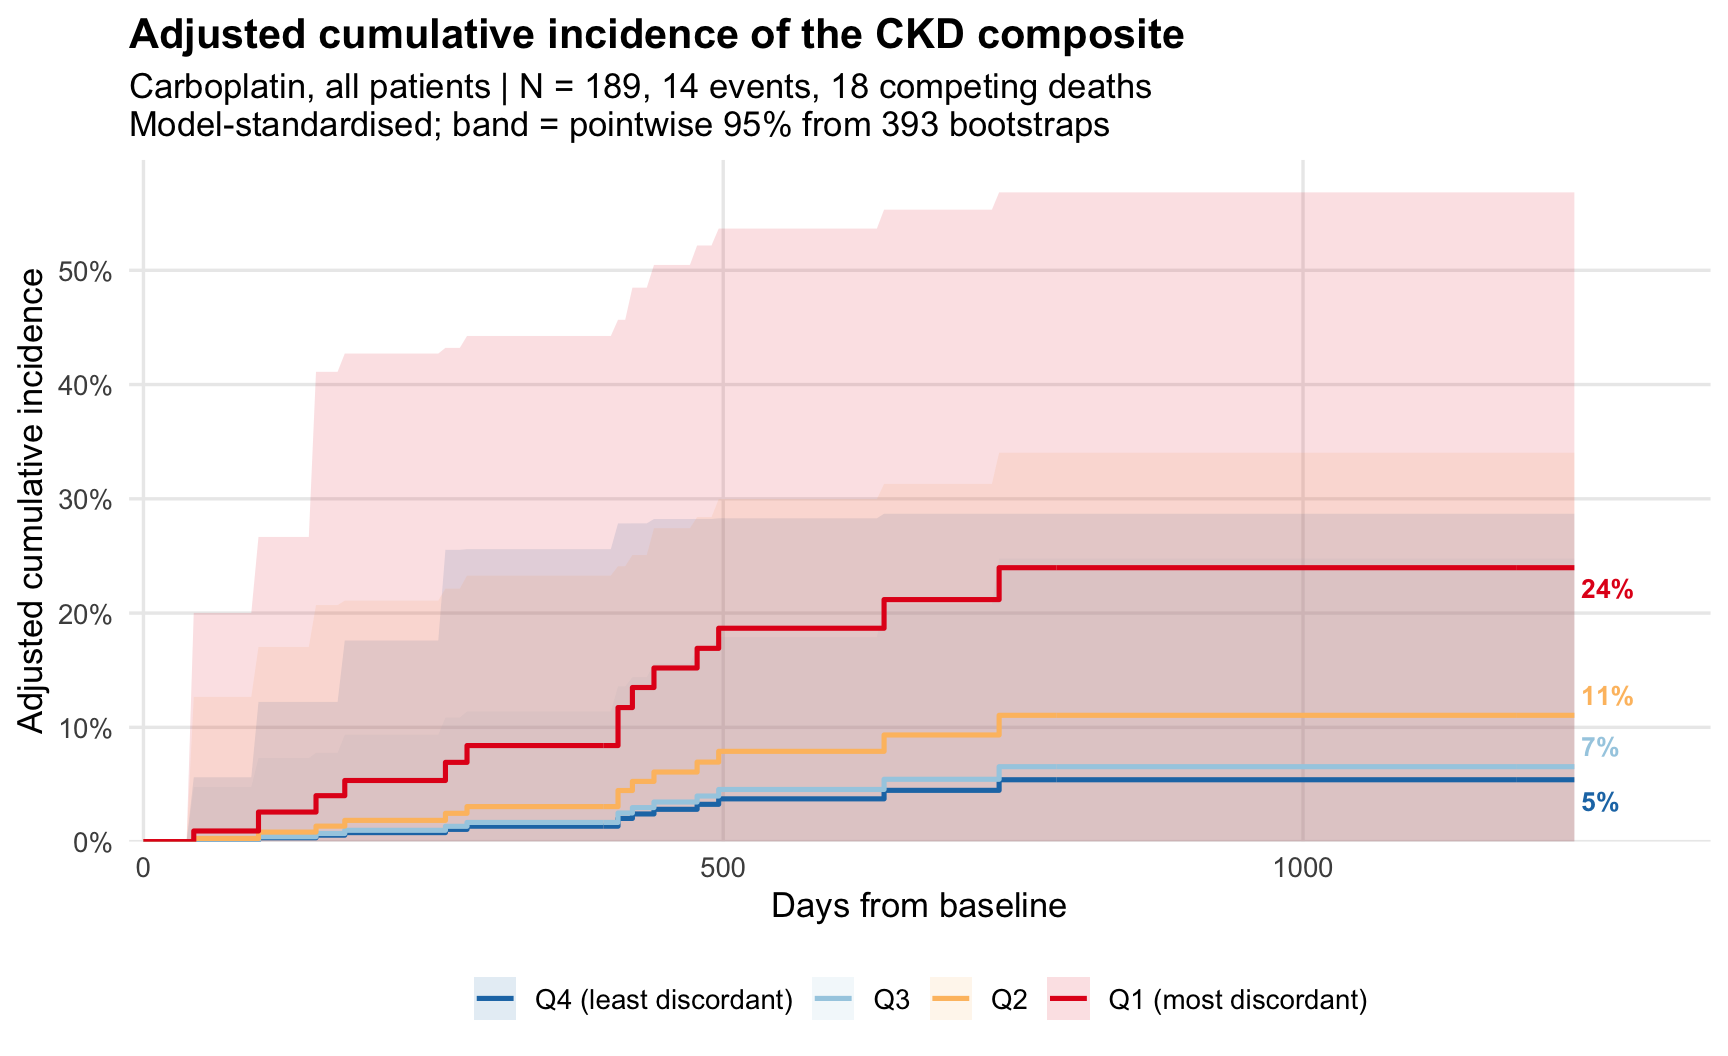 Adjusted cumulative incidence of the CKD composite
Carboplatin, all patients | N = 189, 14 events, 18 competing deaths
Model-standardised; band = pointwise 95% from 393 bootstraps
Adjusted cumulative incidence
50%
40%
30%
20%
10%
0%
24%
11%
7%
5%
0
500
1000
Days from baseline
Q4 (least discordant)
Q3
Q2
Q1 (most discordant)